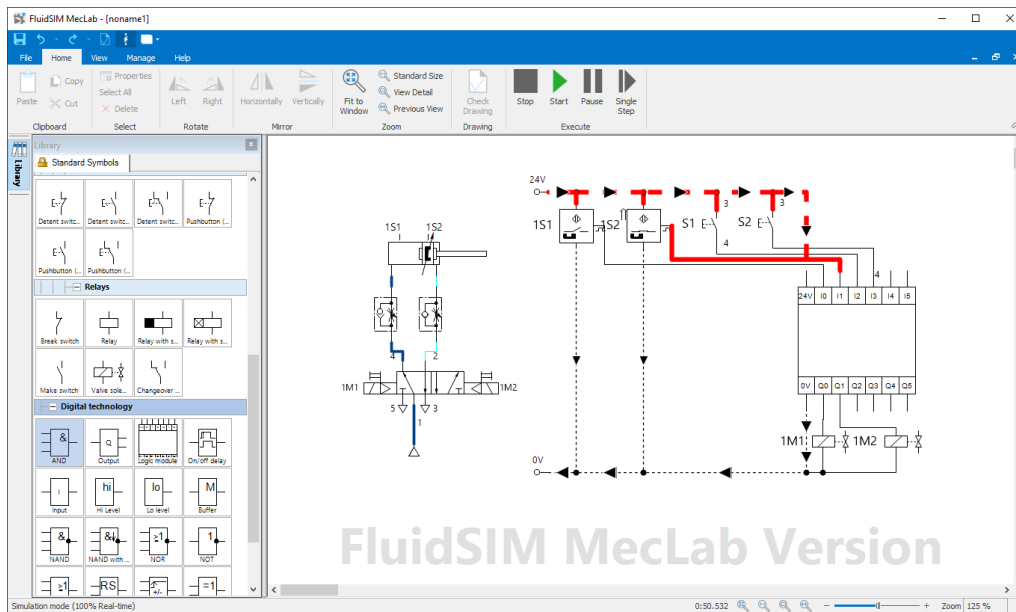 FluidSIM MecLab - [noname1]
File Home View Manage Help
Paste Copy Cut
Properties
Select All
Delete
Left Right
Horizontally Vertically
Fit to Window
Standard Size
View Detail
Previous View
Check Drawing
Stop Start Pause Single Step
Clipboard Select Rotate Mirror Zoom Drawing Execute
Library
Library
Standard Symbols
Detent switc... Detent switc... Detent switc... Pushbutton (...
Pushbutton (... Pushbutton (...
Relays
Break switch Relay Relay with s... Relay with s...
Make switch Valve sole... Changeover ...
Digital technology
& Q
AND Output Logic module On/off delay
I hi lo M
Input Hi Level Lo level Buffer
& &↓ ≥1 1
NAND NAND with ... NOR NOT
≥1 RS +/- =1
24V
1S1 1S2 S1 3 S2 3
4
4
1S1 1S2
4 2
1M1 1M2
5 3
1
24V I0 I1 I2 I3 I4 I5
0V Q0 Q1 Q2 Q3 Q4 Q5
1M1 1M2
0V
FluidSIM MecLab Version
Simulation mode (100% Real-time)
0:50.532
Zoom 125 %